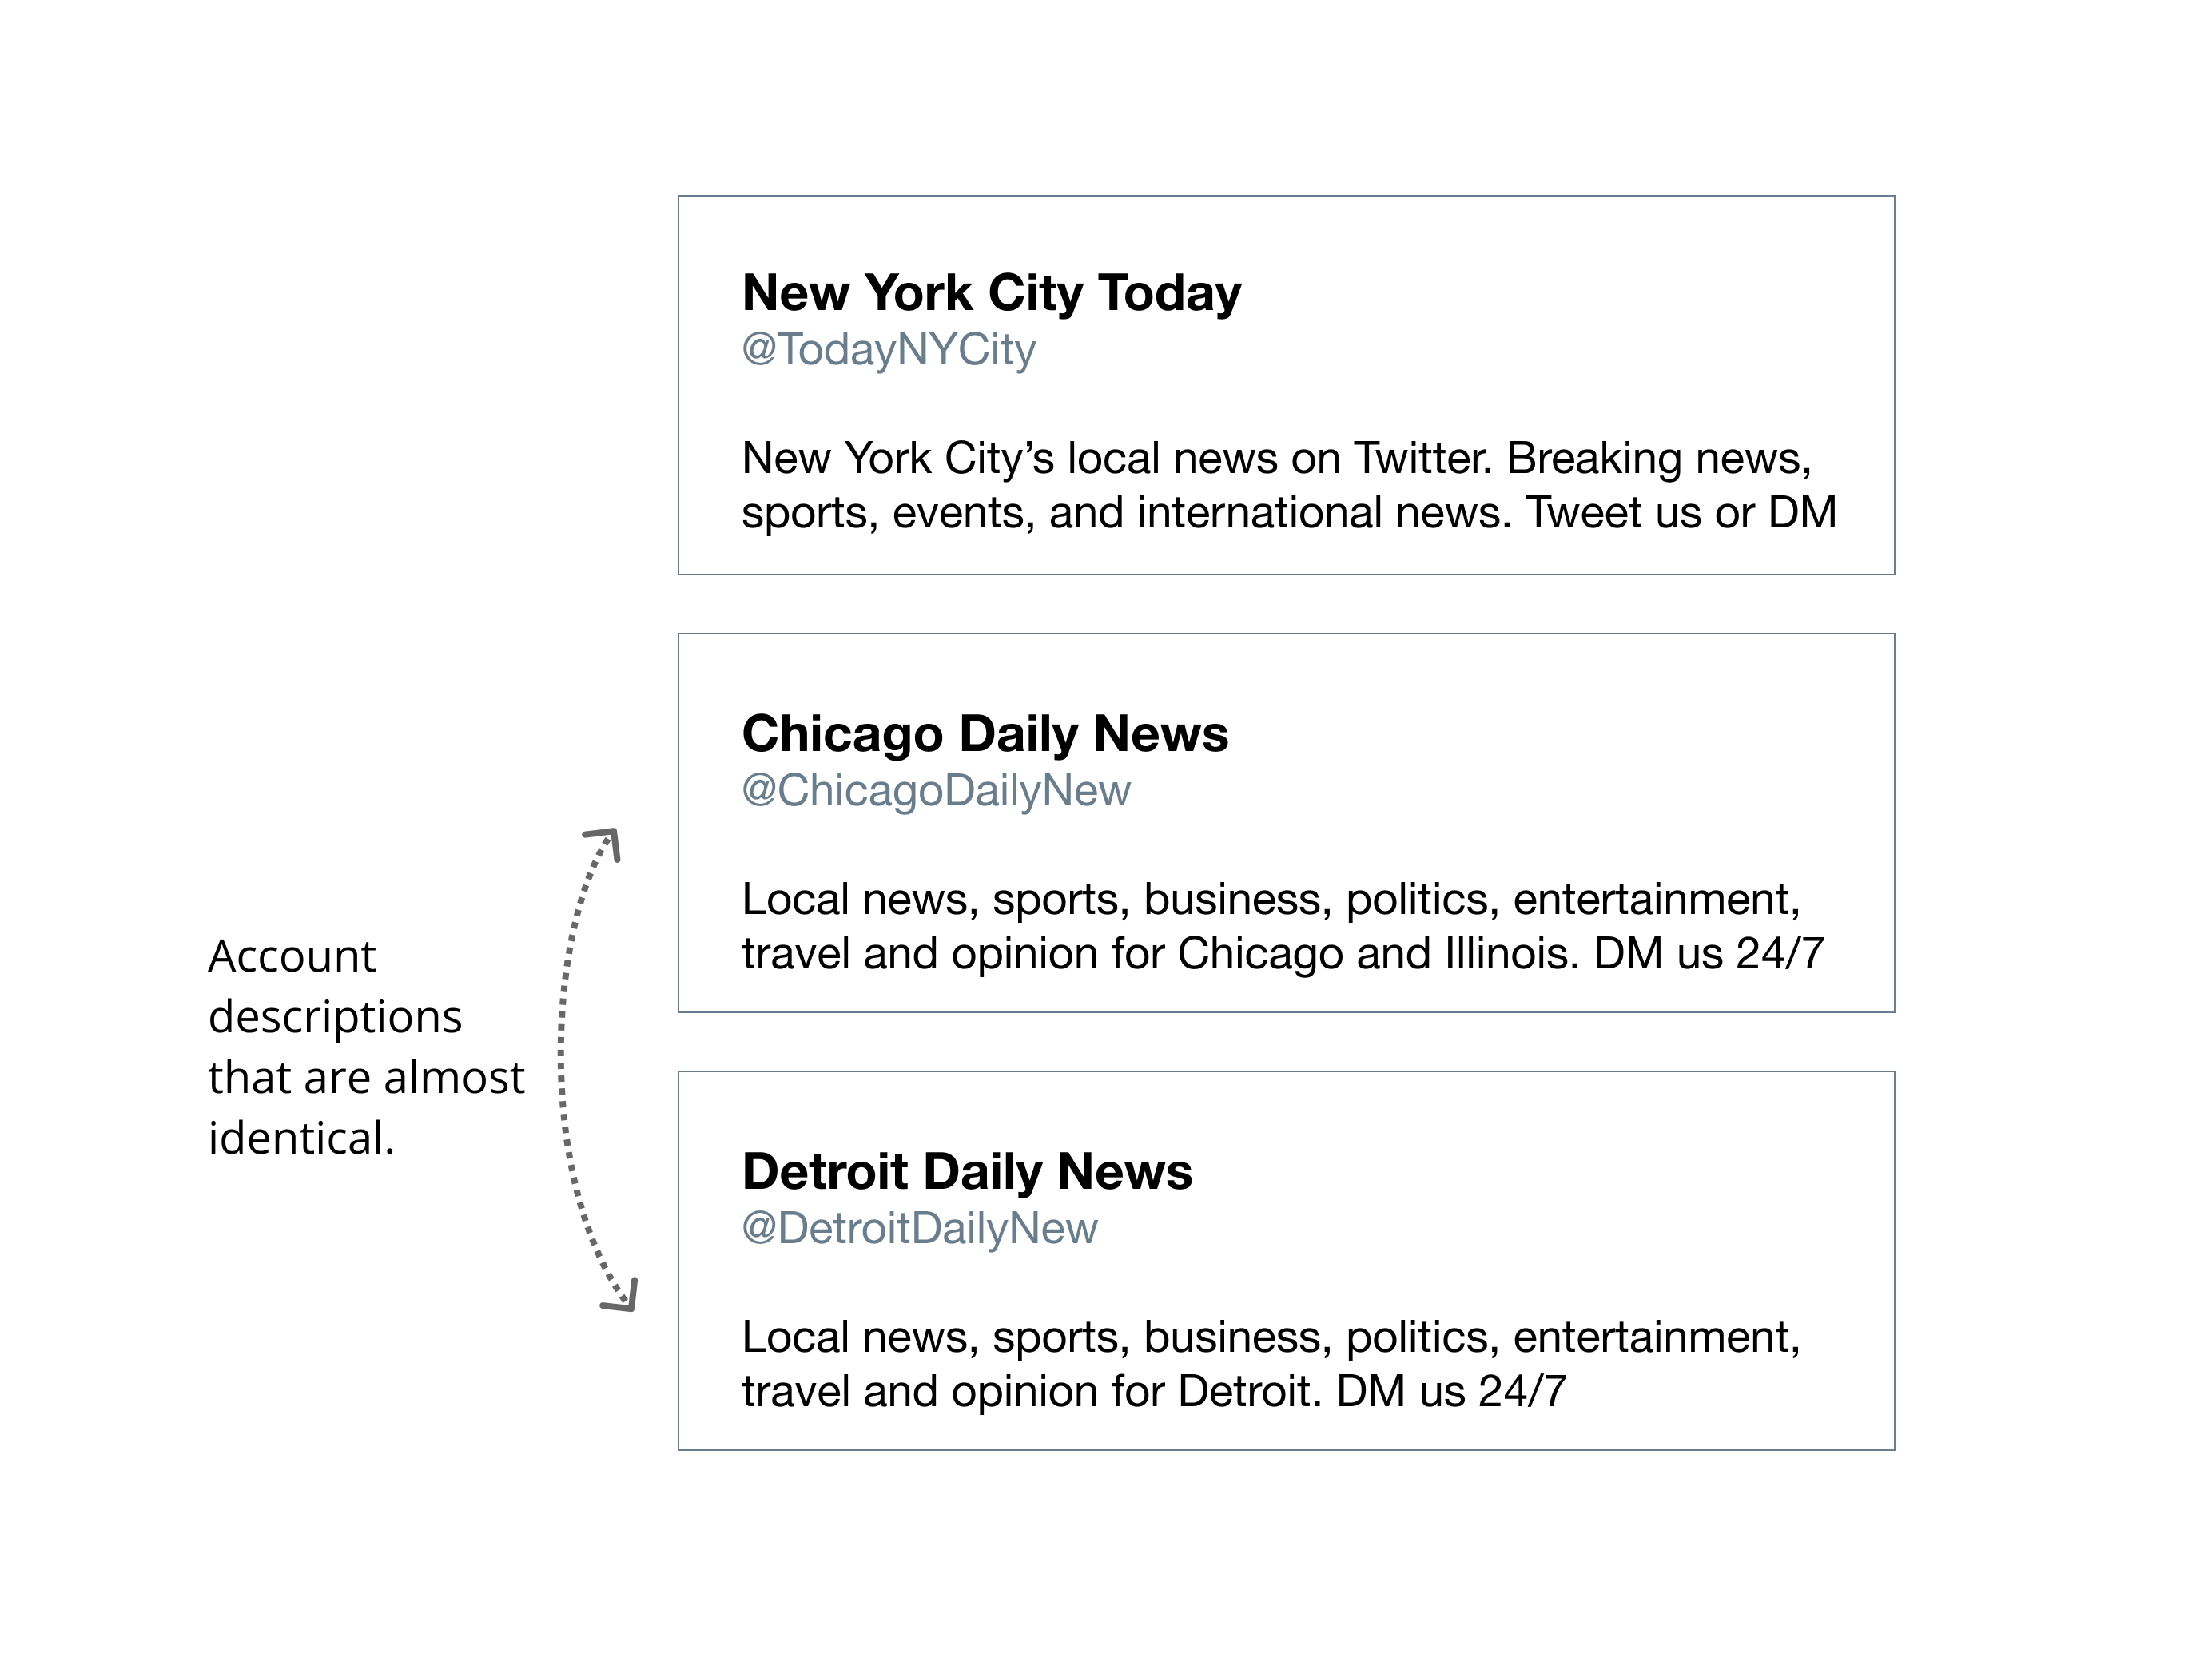 New York City Today
@TodayNYCity
New York City’s local news on Twitter. Breaking news,
sports, events, and international news. Tweet us or DM
Chicago Daily News
@ChicagoDailyNew
Local news, sports, business, politics, entertainment,
travel and opinion for Chicago and Illinois. DM us 24/7
Account
descriptions
that are almost
identical.
Detroit Daily News
@DetroitDailyNew
Local news, sports, business, politics, entertainment,
travel and opinion for Detroit. DM us 24/7